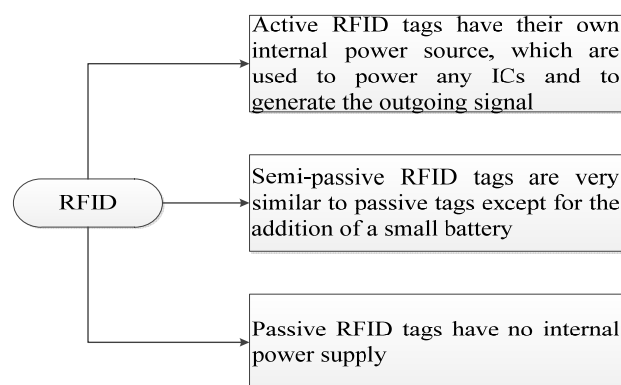 Active RFID tags have their own
internal power source, which are
used to power any ICs and to
generate the outgoing signal
RFID
Semi-passive RFID tags are very
similar to passive tags except for the
addition of a small battery
Passive RFID tags have no internal
power supply